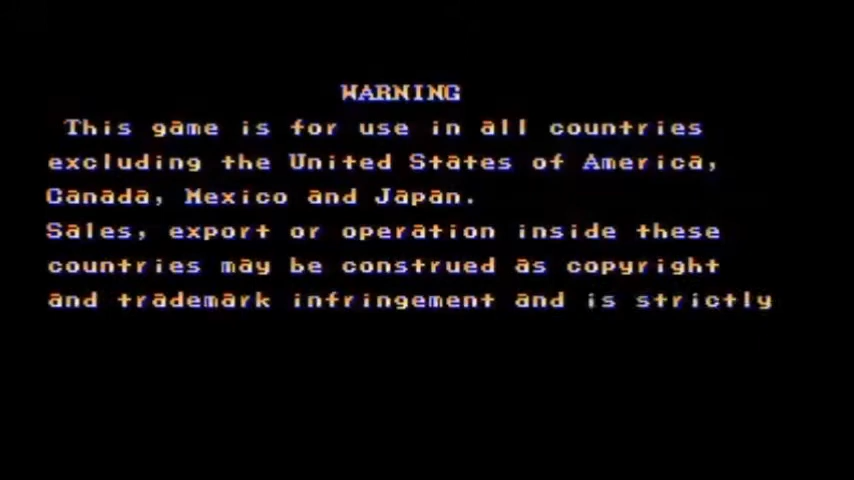 WARNING
This game is for use in all countries
excluding the United States of America,
Canada, Mexico and Japan.
Sales, export or operation inside these
countries may be construed as copyright
and trademark infringement and is strictly